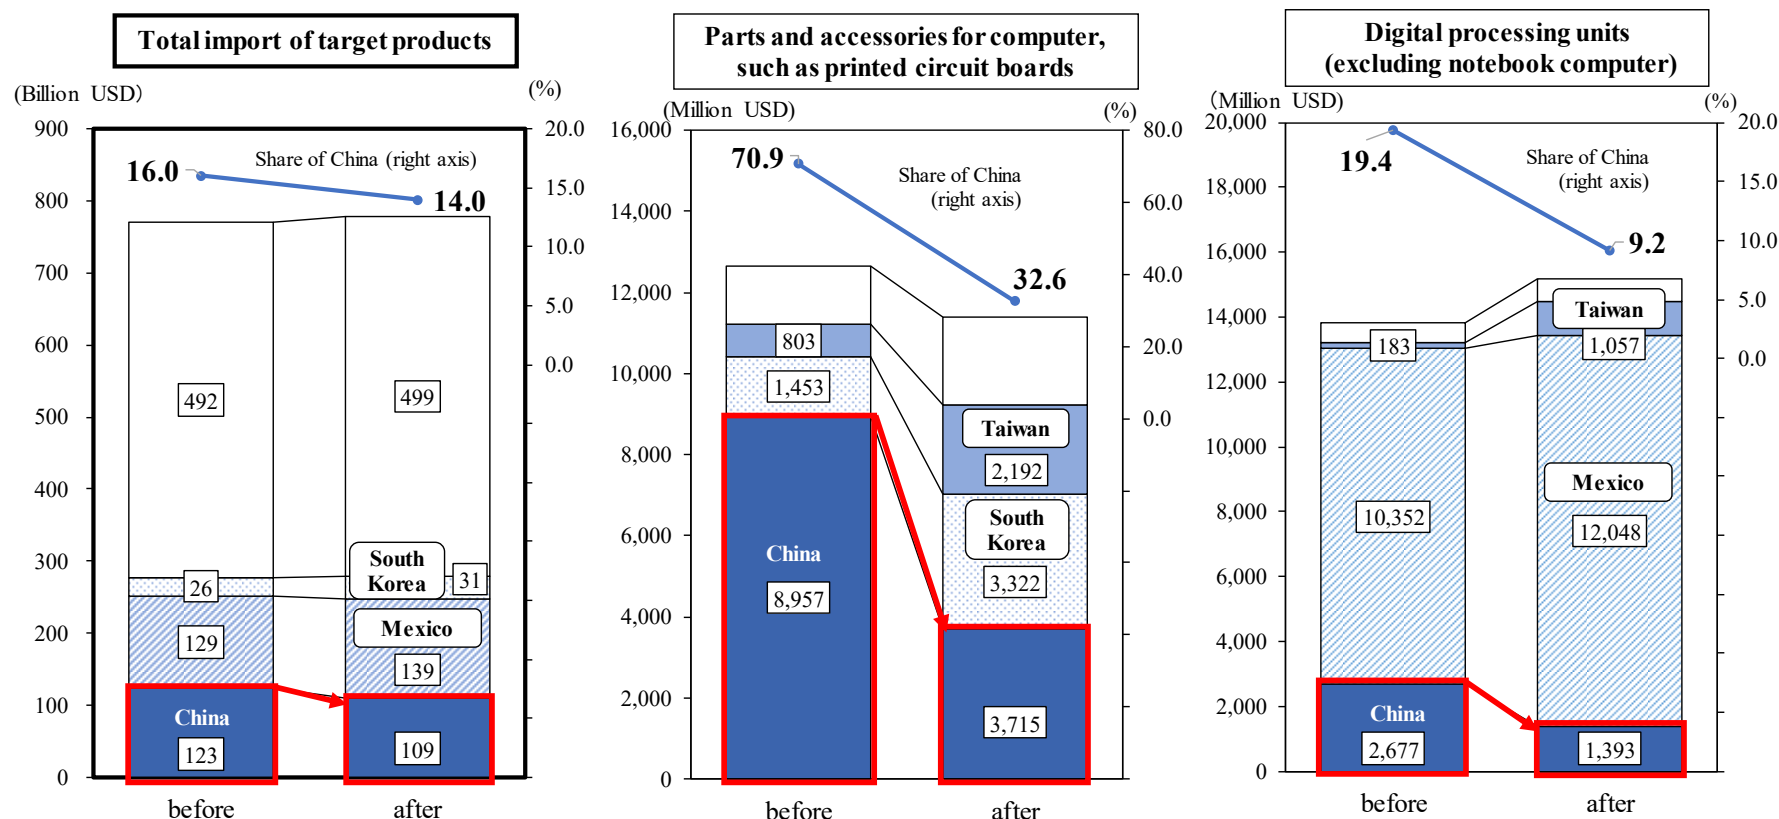 Total import of target products
(Billion USD)
(%)
900
800
700
600
500
400
300
200
100
0
20.0
15.0
10.0
5.0
0.0
Share of China (right axis)
16.0
14.0
492
499
26
South
Korea
31
129
Mexico
139
China
123
109
before
after
Parts and accessories for computer,
such as printed circuit boards
(Million USD)
(%)
16,000
14,000
12,000
10,000
8,000
6,000
4,000
2,000
0
80.0
60.0
40.0
20.0
0.0
Share of China
(right axis)
70.9
32.6
803
1,453
Taiwan
2,192
South
Korea
3,322
China
8,957
3,715
before
after
Digital processing units
(excluding notebook computer)
(Million USD)
(%)
20,000
18,000
16,000
14,000
12,000
10,000
8,000
6,000
4,000
2,000
0
20.0
15.0
10.0
5.0
0.0
Share of China
(right axis)
19.4
9.2
183
Taiwan
1,057
10,352
Mexico
12,048
China
2,677
1,393
before
after